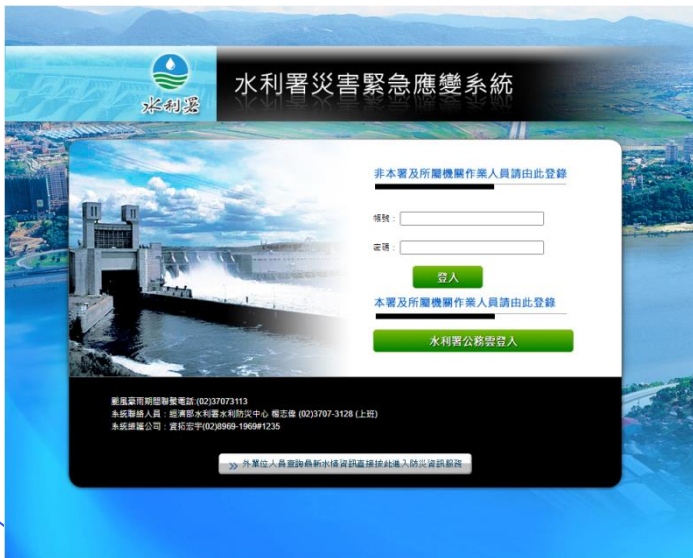 水利署
水利署災害緊急應變系統
非本署及所屬機關作業人員請由此登錄
帳號：
密碼：
登入
本署及所屬機關作業人員請由此登錄
水利署公務雲登入
颱風豪雨期間聯繫電話:(02)37073113
系統聯絡人員：經濟部水利署水利防災中心 楊志偉 (02)3707-3128 (上班)
系統維護公司：資拓宏宇(02)8969-1969#1235
外單位人員查詢最新水情資訊直接按此進入防災資訊服務